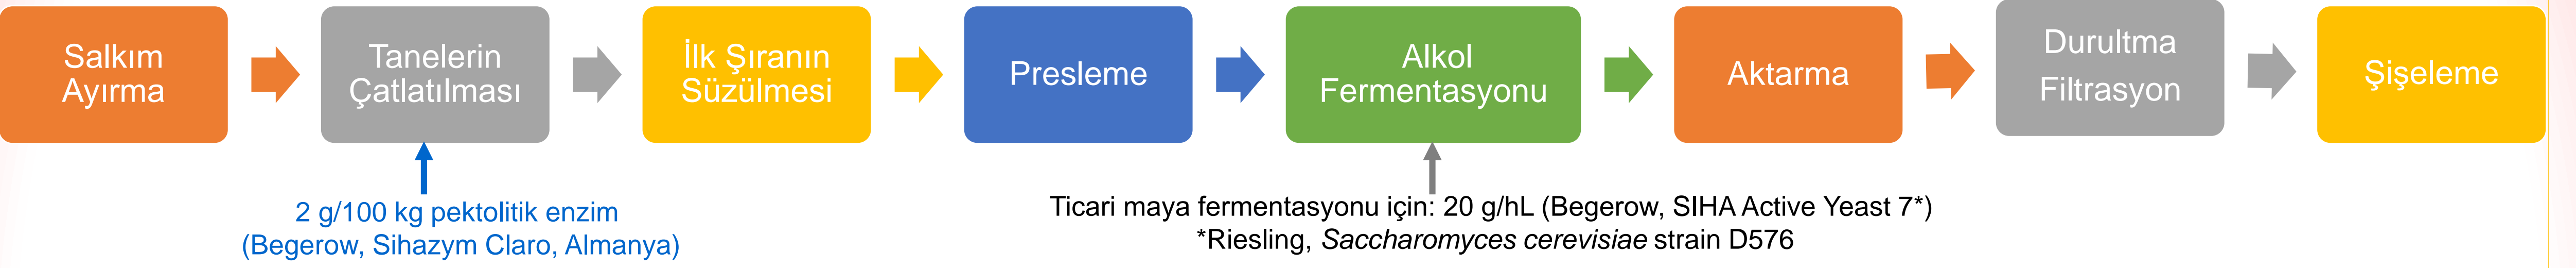 Salkım
Ayırma
Tanelerin
Çatlatılması
İlk Şıranın
Süzülmesi
Presleme
Alkol
Fermentasyonu
Aktarma
Durultma
Filtrasyon
Şişeleme
2 g/100 kg pektolitik enzim
(Begerow, Sihazym Claro, Almanya)
Ticari maya fermentasyonu için: 20 g/hL (Begerow, SIHA Active Yeast 7*)
*Riesling, Saccharomyces cerevisiae strain D576